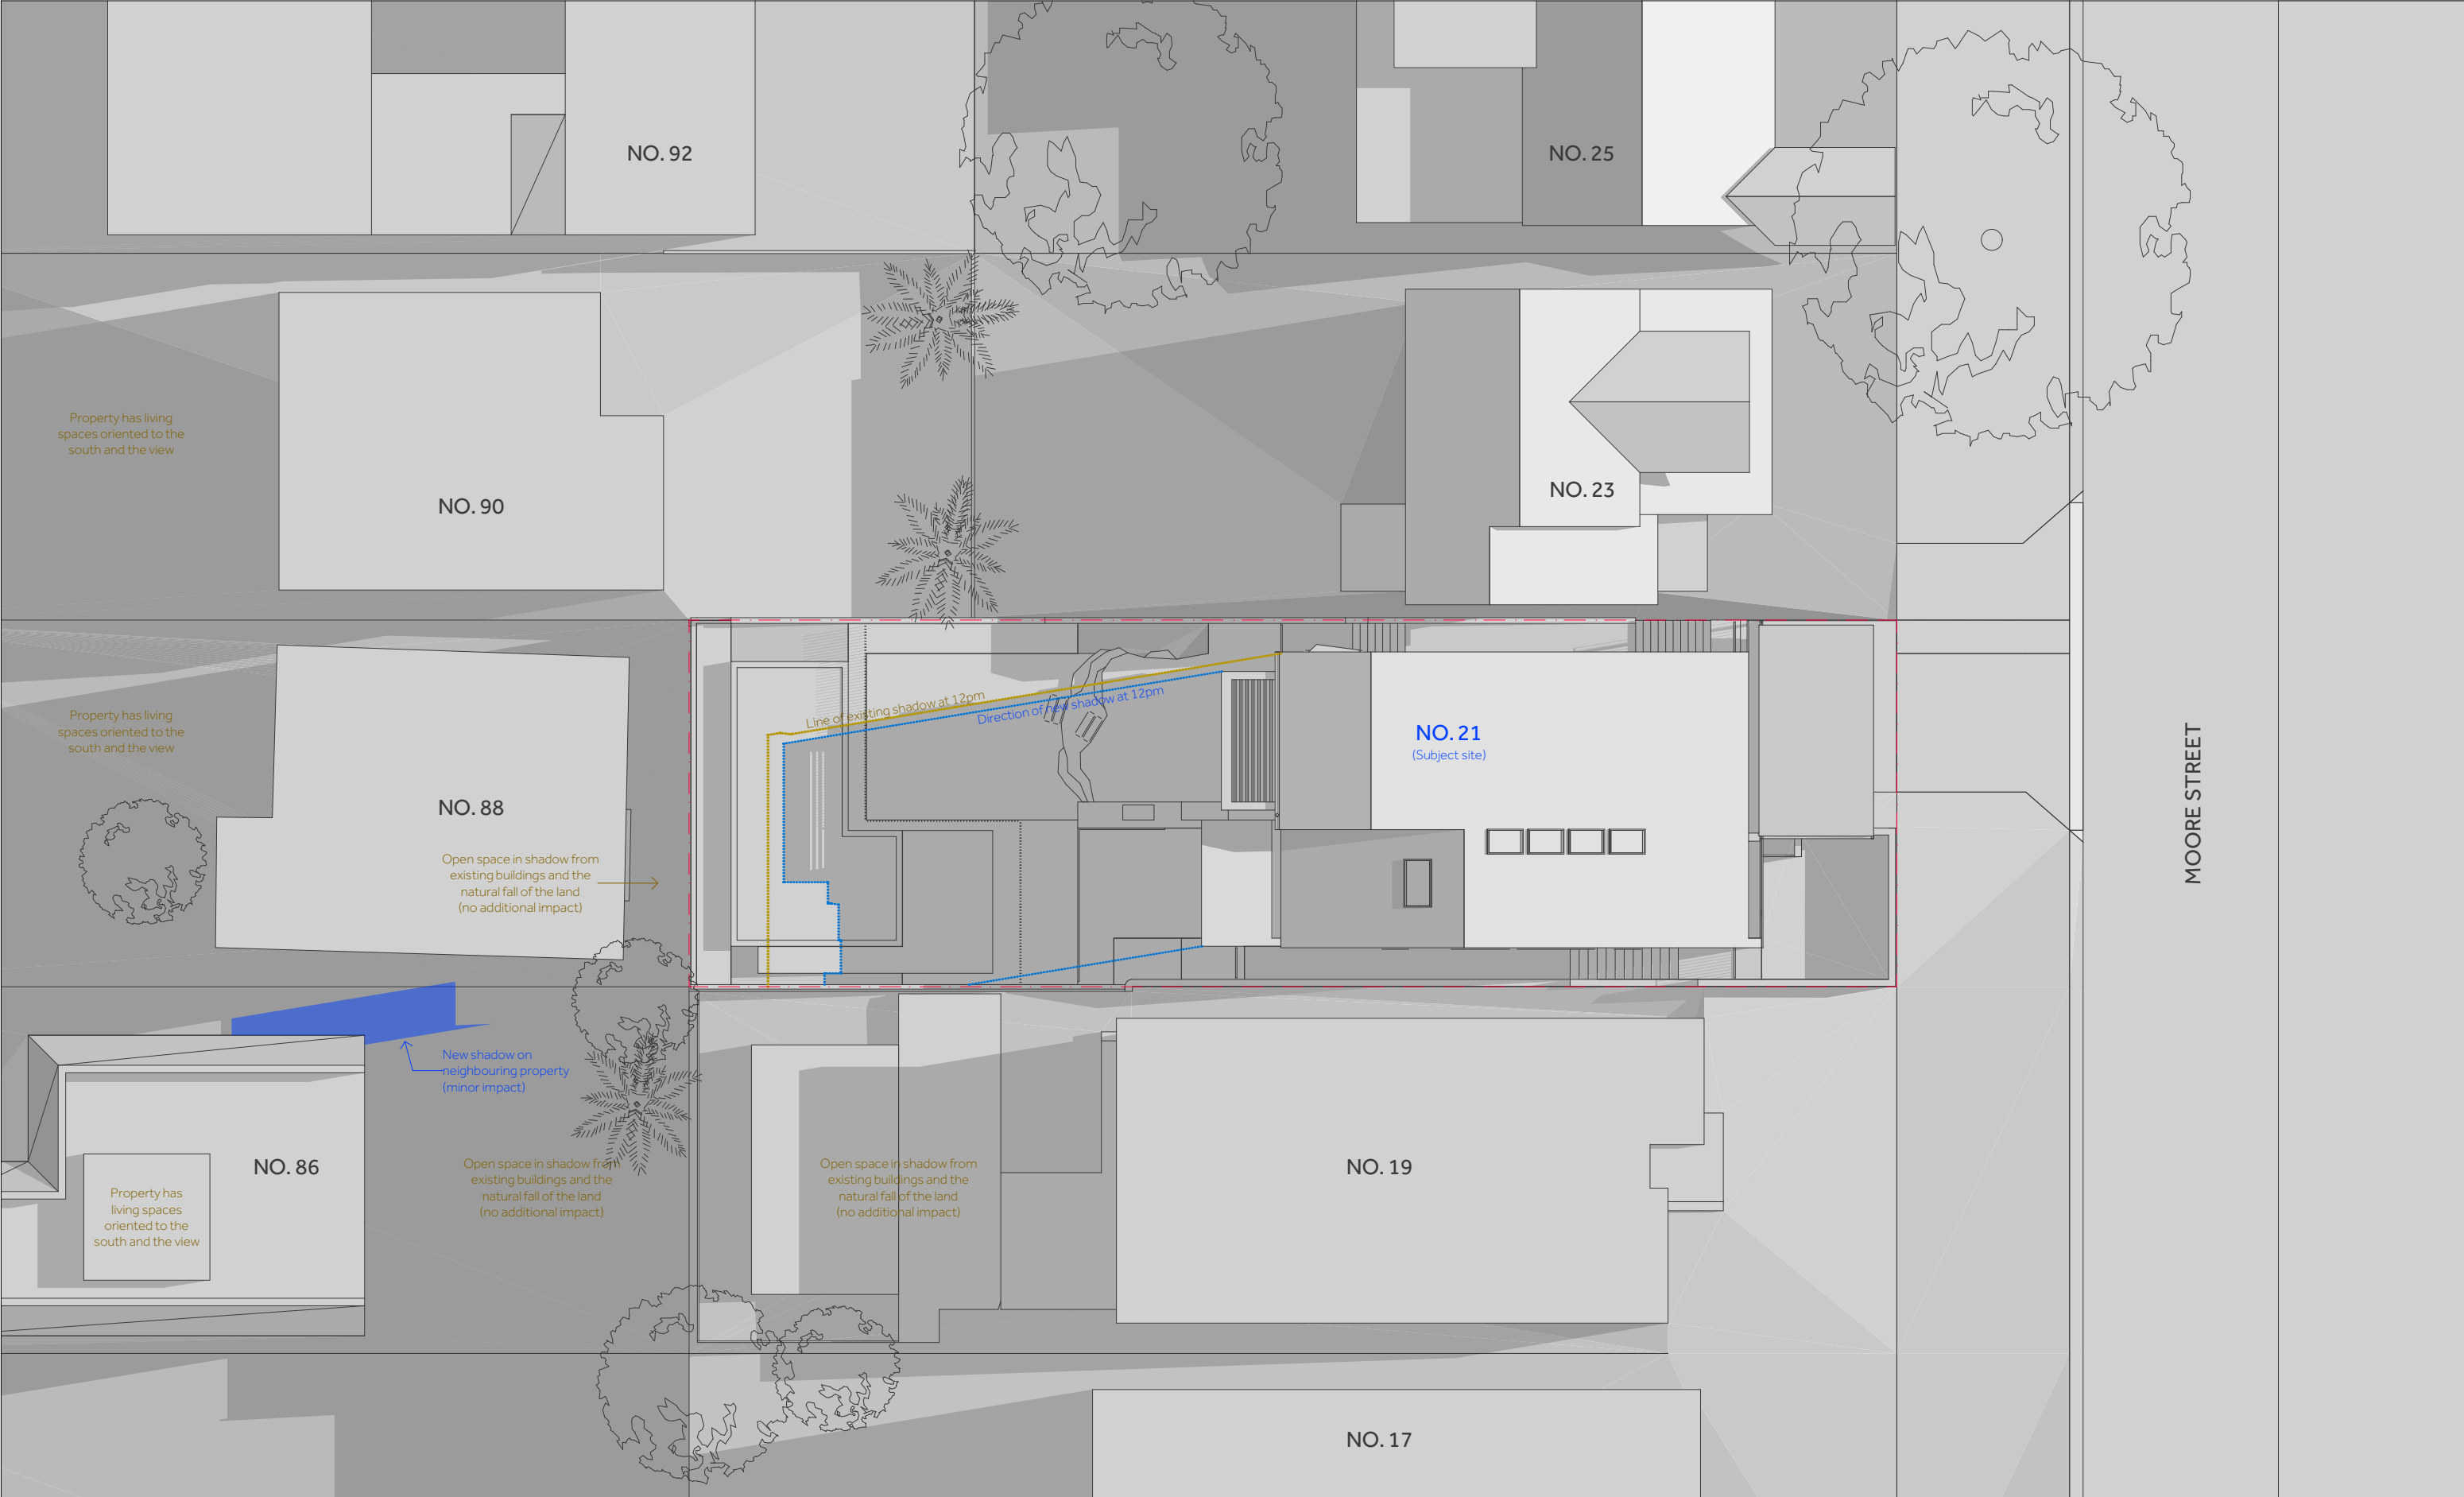 NO. 92
NO. 25
Property has living
spaces oriented to the
south and the view
NO. 90
NO. 23
Property has living
spaces oriented to the
south and the view
NO. 88
Line of existing shadow at 12pm
Direction of new shadow at 12pm
NO. 21
(Subject site)
MOORE STREET
Open space in shadow from
existing buildings and the
natural fall of the land
(no additional impact)
New shadow on
neighbouring property
(minor impact)
NO. 86
Property has
living spaces
oriented to the
south and the view
Open space in shadow from
existing buildings and the
natural fall of the land
(no additional impact)
Open space in shadow from
existing buildings and the
natural fall of the land
(no additional impact)
NO. 19
NO. 17